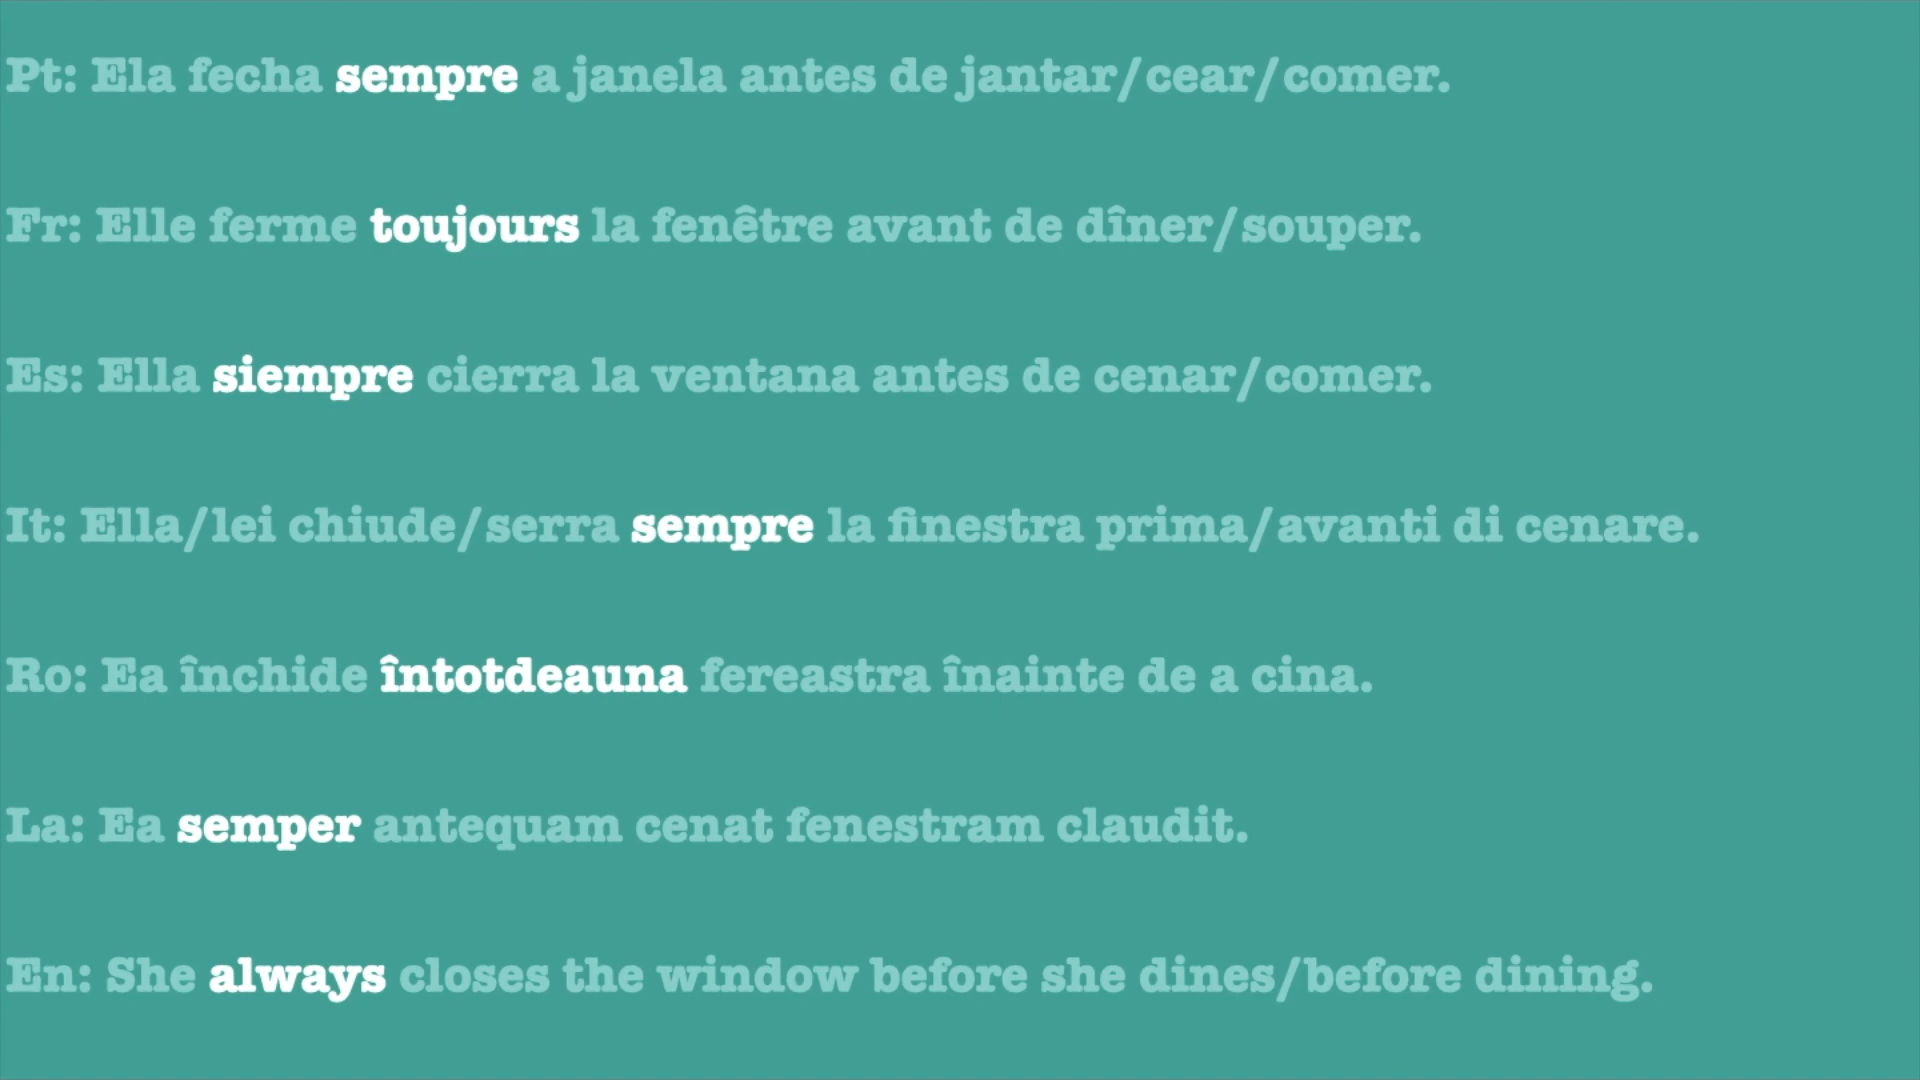 Pt: Ela fecha sempre a janela antes de jantar/cear/comer.
Fr: Elle ferme toujours la fenêtre avant de dîner/souper.
Es: Ella siempre cierra la ventana antes de cenar/comer.
It: Ella/lei chiude/serra sempre la finestra prima/avanti di cenare.
Ro: Ea închide întotdeauna fereastra înainte de a cina.
La: Ea semper antequam cenat fenestram claudit.
En: She always closes the window before she dines/before dining.